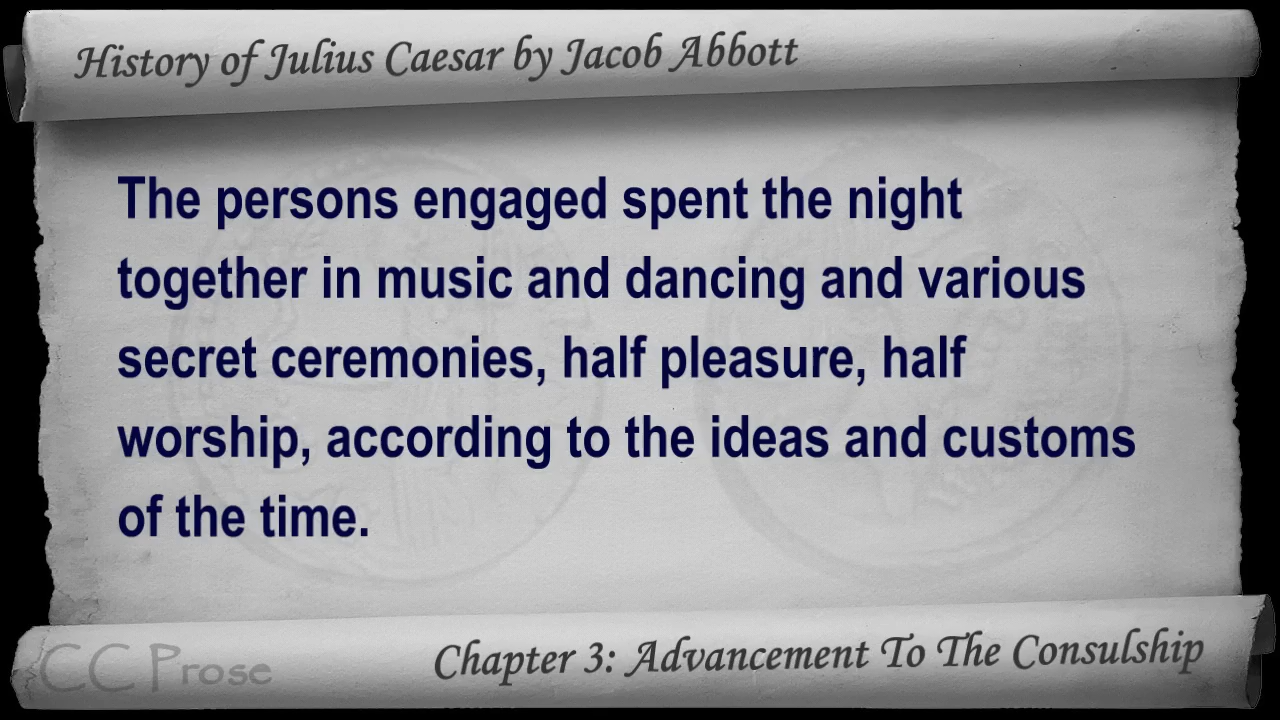 History of Julius Caesar by Jacob Abbott
The persons engaged spent the night
together in music and dancing and various
secret ceremonies, half pleasure, half
worship, according to the ideas and customs
of the time.
CC Prose
Chapter 3: Advancement To The Consulship